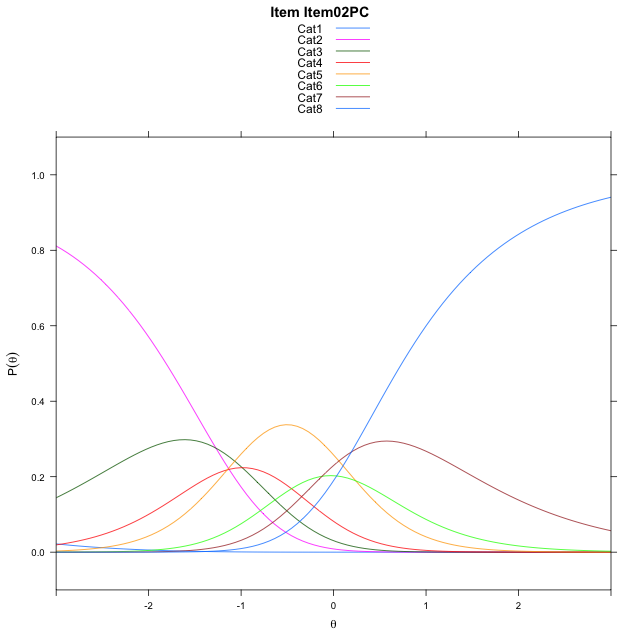 Item Item02PC
Cat1
Cat2
Cat3
Cat4
Cat5
Cat6
Cat7
Cat8
1.0
0.8
0.6
0.4
0.2
0.0
P(θ)
-2
-1
0
1
2
θ